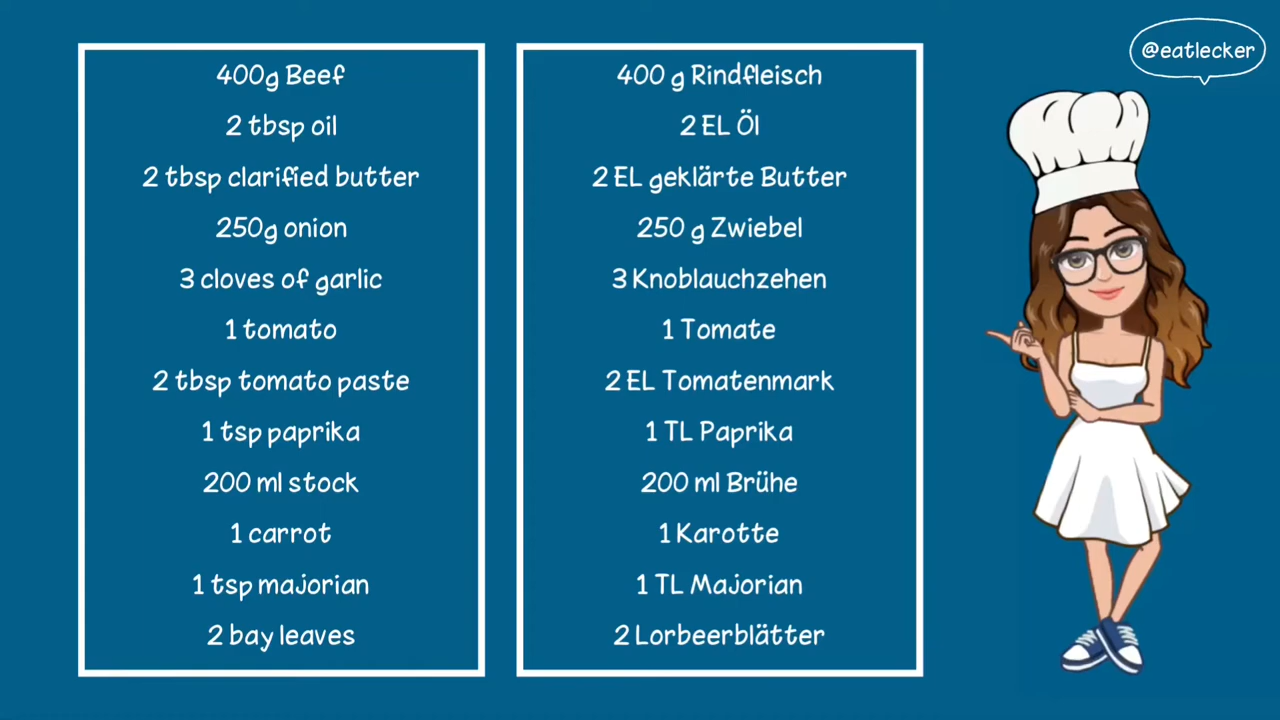 400g Beef
2 tbsp oil
2 tbsp clarified butter
250g onion
3 cloves of garlic
1 tomato
2 tbsp tomato paste
1 tsp paprika
200 ml stock
1 carrot
1 tsp majorian
2 bay leaves
400 g Rindfleisch
2 EL Öl
2 EL geklärte Butter
250 g Zwiebel
3 Knoblauchzehen
1 Tomate
2 EL Tomatenmark
1 TL Paprika
200 ml Brühe
1 Karotte
1 TL Majorian
2 Lorbeerblätter
@eatlecker